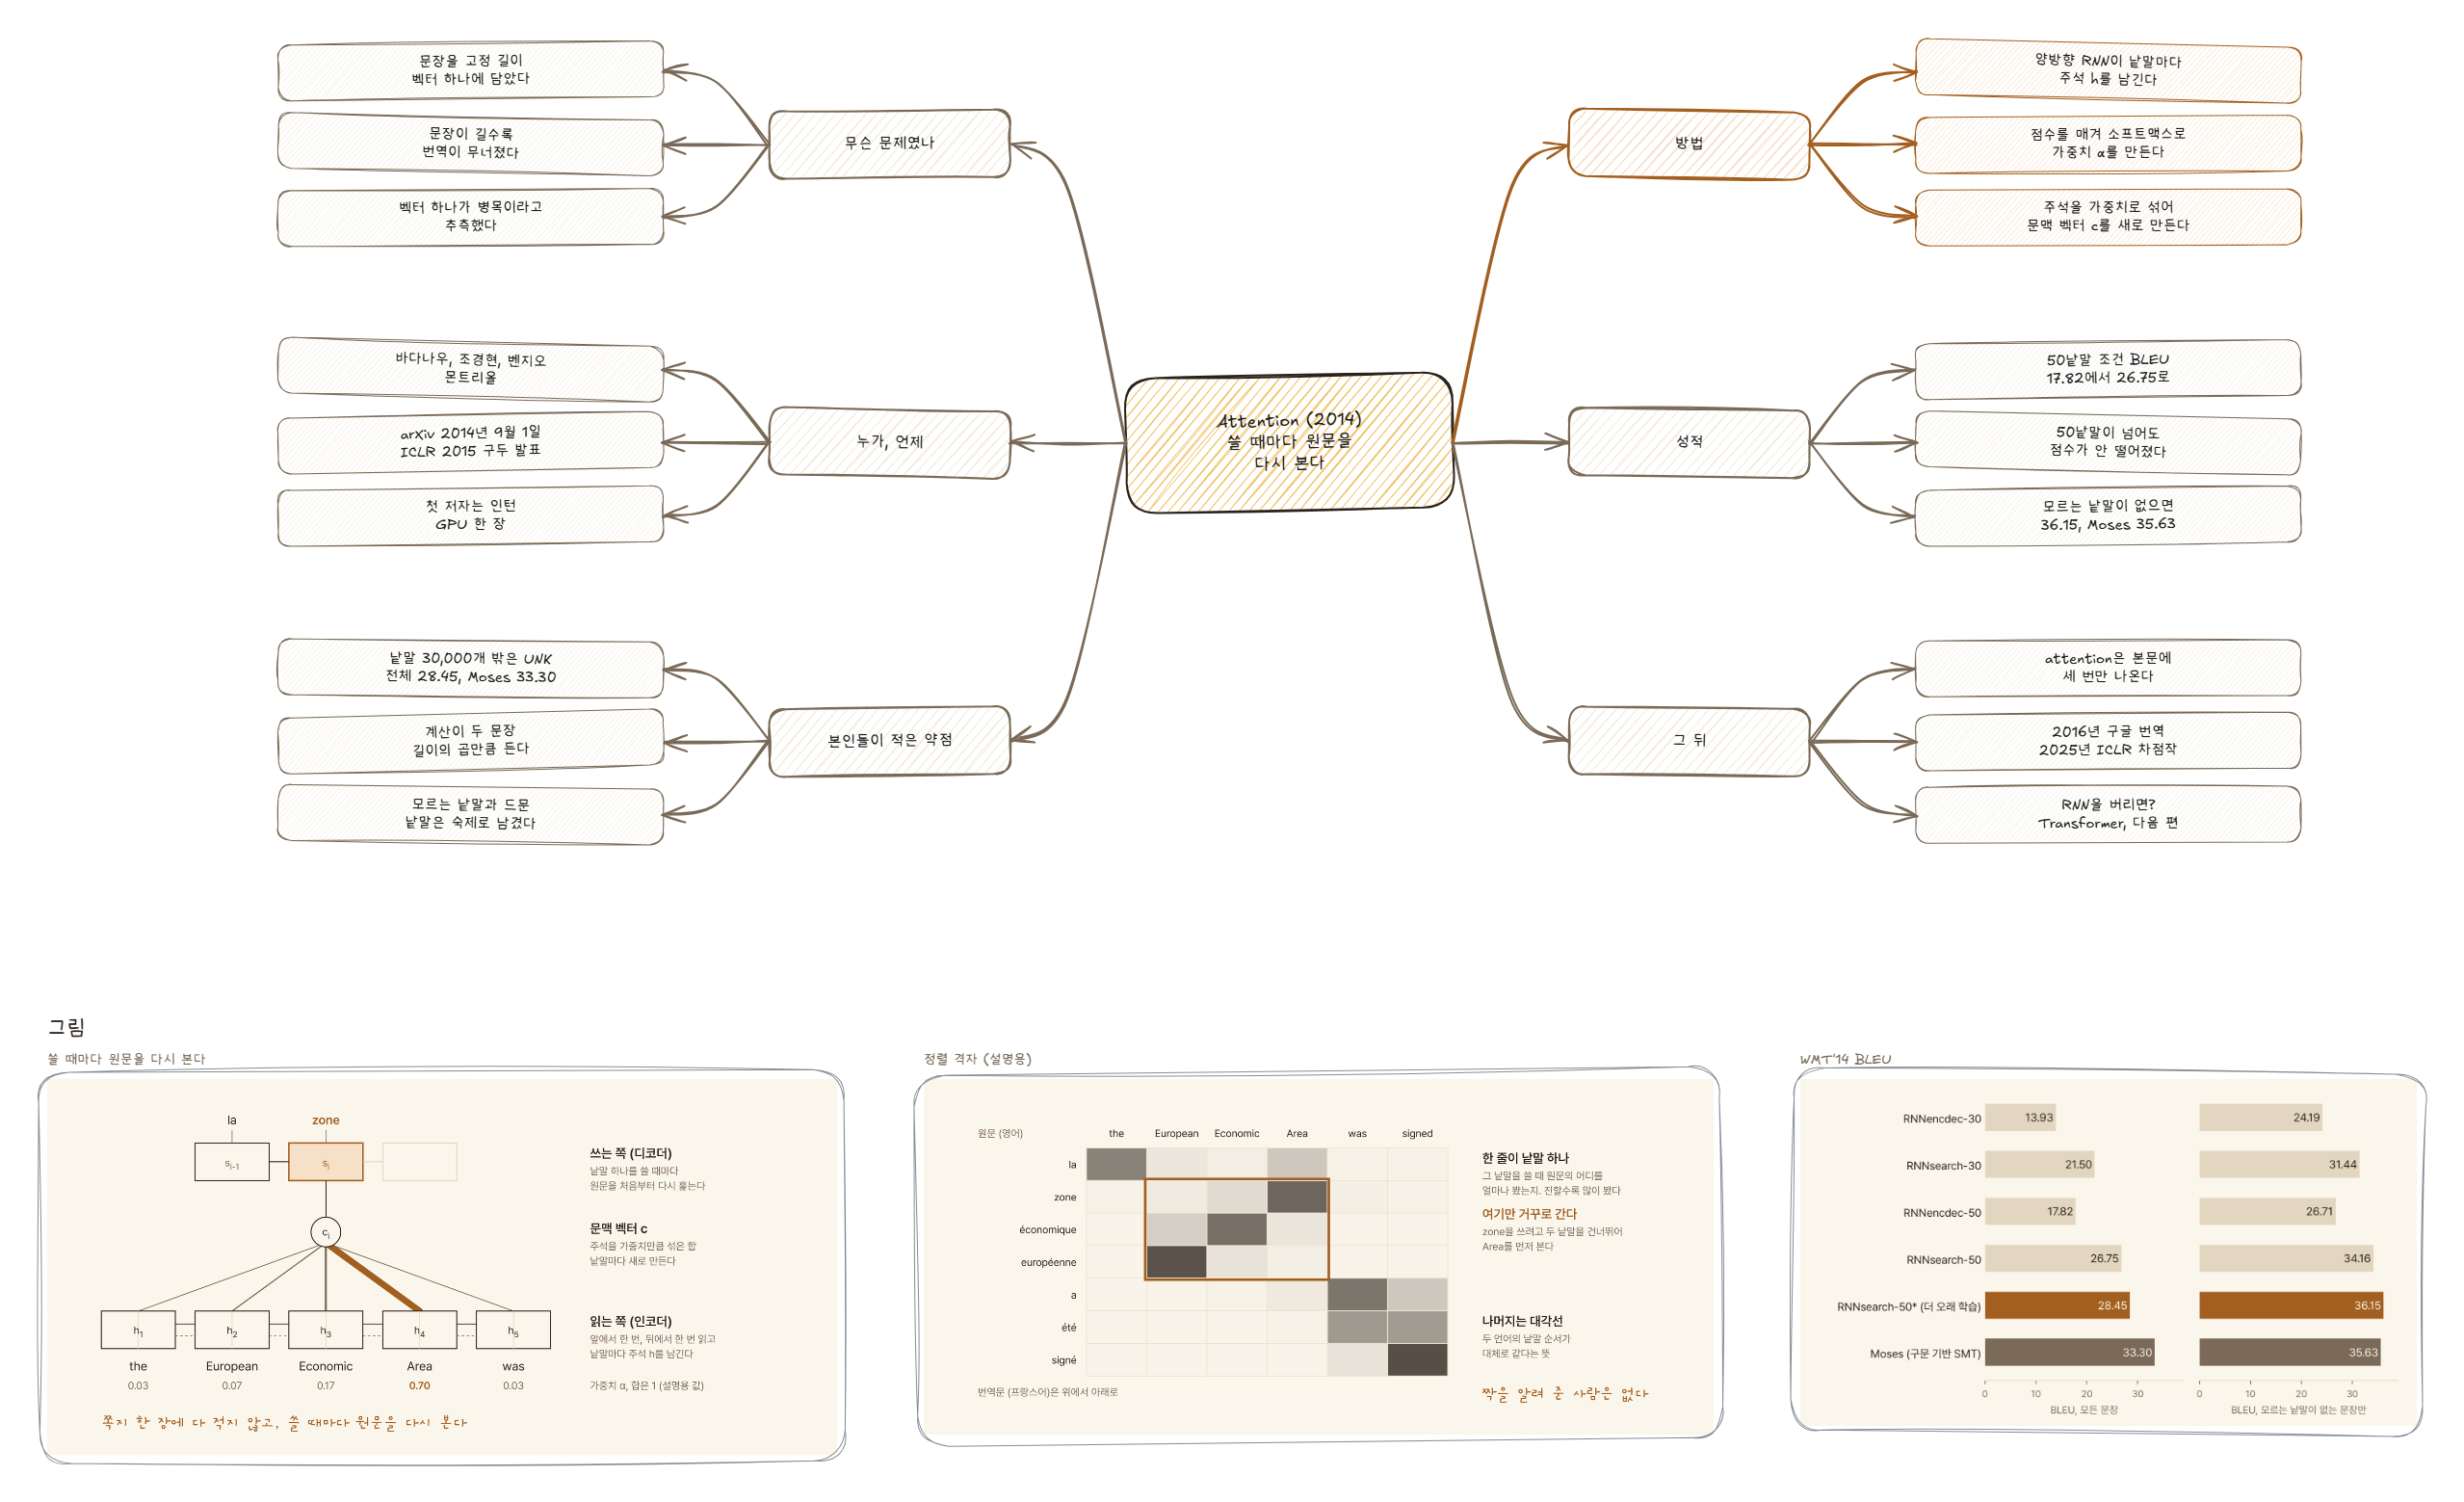 문장을 고정 길이
벡터 하나에 담았다
문장이 길수록
번역이 무너졌다
벡터 하나가 병목이라고
추측했다
무슨 문제였나
바다나우, 조경현, 벤지오
몬트리올
arXiv 2014년 9월 1일
ICLR 2015 구두 발표
첫 저자는 인턴
GPU 한 장
누가, 언제
낱말 30,000개 밖은 UNK
전체 28.45, Moses 33.30
계산이 두 문장
길이의 곱만큼 든다
모르는 낱말과 드문
낱말은 숙제로 남겼다
본인들이 적은 약점
Attention (2014)
쓸 때마다 원문을
다시 본다
방법
양방향 RNN이 낱말마다
주석 h를 남긴다
점수를 매겨 소프트맥스로
가중치 α를 만든다
주석을 가중치로 섞어
문맥 벡터 c를 새로 만든다
성적
50낱말 조건 BLEU
17.82에서 26.75로
50낱말이 넘어도
점수가 안 떨어졌다
모르는 낱말이 없으면
36.15, Moses 35.63
그 뒤
attention은 본문에
세 번만 나온다
2016년 구글 번역
2025년 ICLR 차점작
RNN을 버리면?
Transformer, 다음 편
그림
쓸 때마다 원문을 다시 본다
la zone
s_i-1 s_i
c_i
h1 h2 h3 h4 h5
the European Economic Area was
0.03 0.07 0.17 0.70 0.03
쓰는 쪽 (디코더)
낱말 하나를 쓸 때마다
원문을 처음부터 다시 훑는다
문맥 벡터 c
주석을 가중치만큼 섞은 합
낱말마다 새로 만든다
읽는 쪽 (인코더)
앞에서 한 번, 뒤에서 한 번 읽고
낱말마다 주석 h를 남긴다
가중치 α, 합은 1 (설명용 값)
쪽지 한 장에 다 적지 않고, 쓸 때마다 원문을 다시 본다
정렬 격자 (설명용)
원문 (영어) the European Economic Area was signed
la
zone
économique
européenne
a
été
signé
번역문 (프랑스어)은 위에서 아래로
한 줄이 낱말 하나
그 낱말을 쓸 때 원문의 어디를
얼마나 봤는지. 진할수록 많이 봤다
여기만 거꾸로 간다
zone을 쓰려고 두 낱말을 건너뛰어
Area를 먼저 본다
나머지는 대각선
두 언어의 낱말 순서가
대체로 같다는 뜻
짝을 알려 준 사람은 없다
WMT'14 BLEU
RNNencdec-30 13.93 24.19
RNNsearch-30 21.50 31.44
RNNencdec-50 17.82 26.71
RNNsearch-50 26.75 34.16
RNNsearch-50* (더 오래 학습) 28.45 36.15
Moses (구문 기반 SMT) 33.30 35.63
0 10 20 30 0 10 20 30
BLEU, 모든 문장 BLEU, 모르는 낱말이 없는 문장만